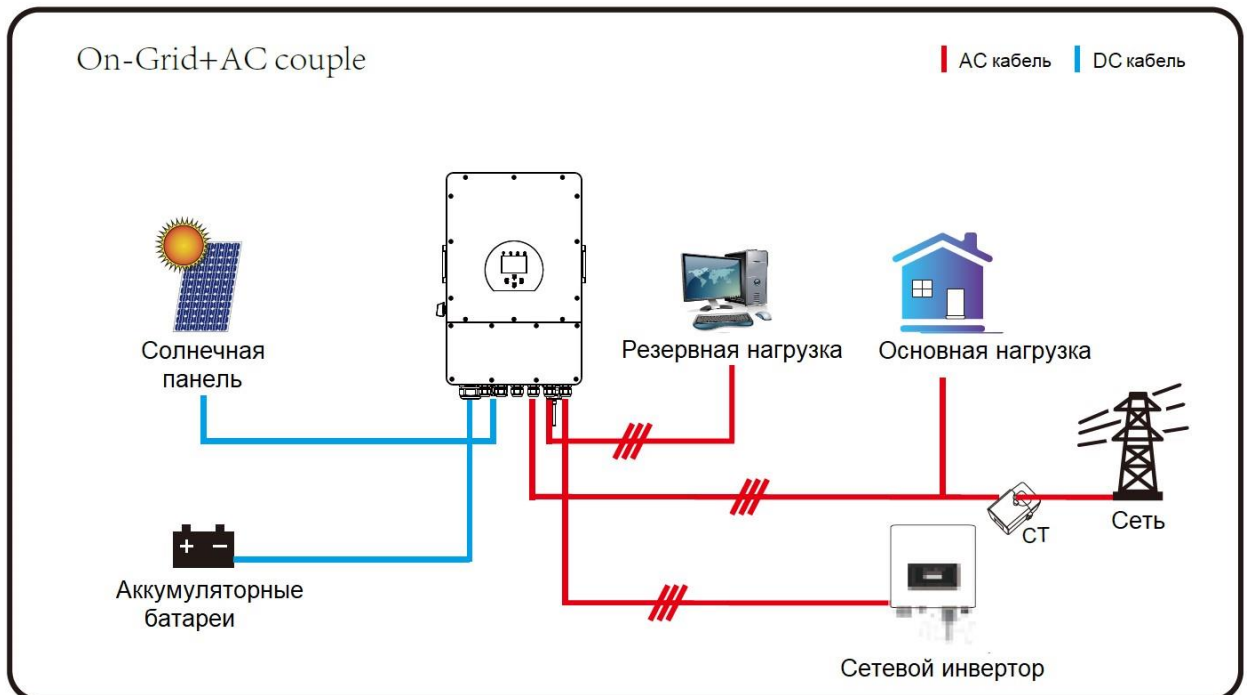 On-Grid+AC couple
AC кабель
DC кабель
Солнечная
панель
Резервная нагрузка
Основная нагрузка
Сеть
CT
Аккумуляторные
батареи
Сетевой инвертор